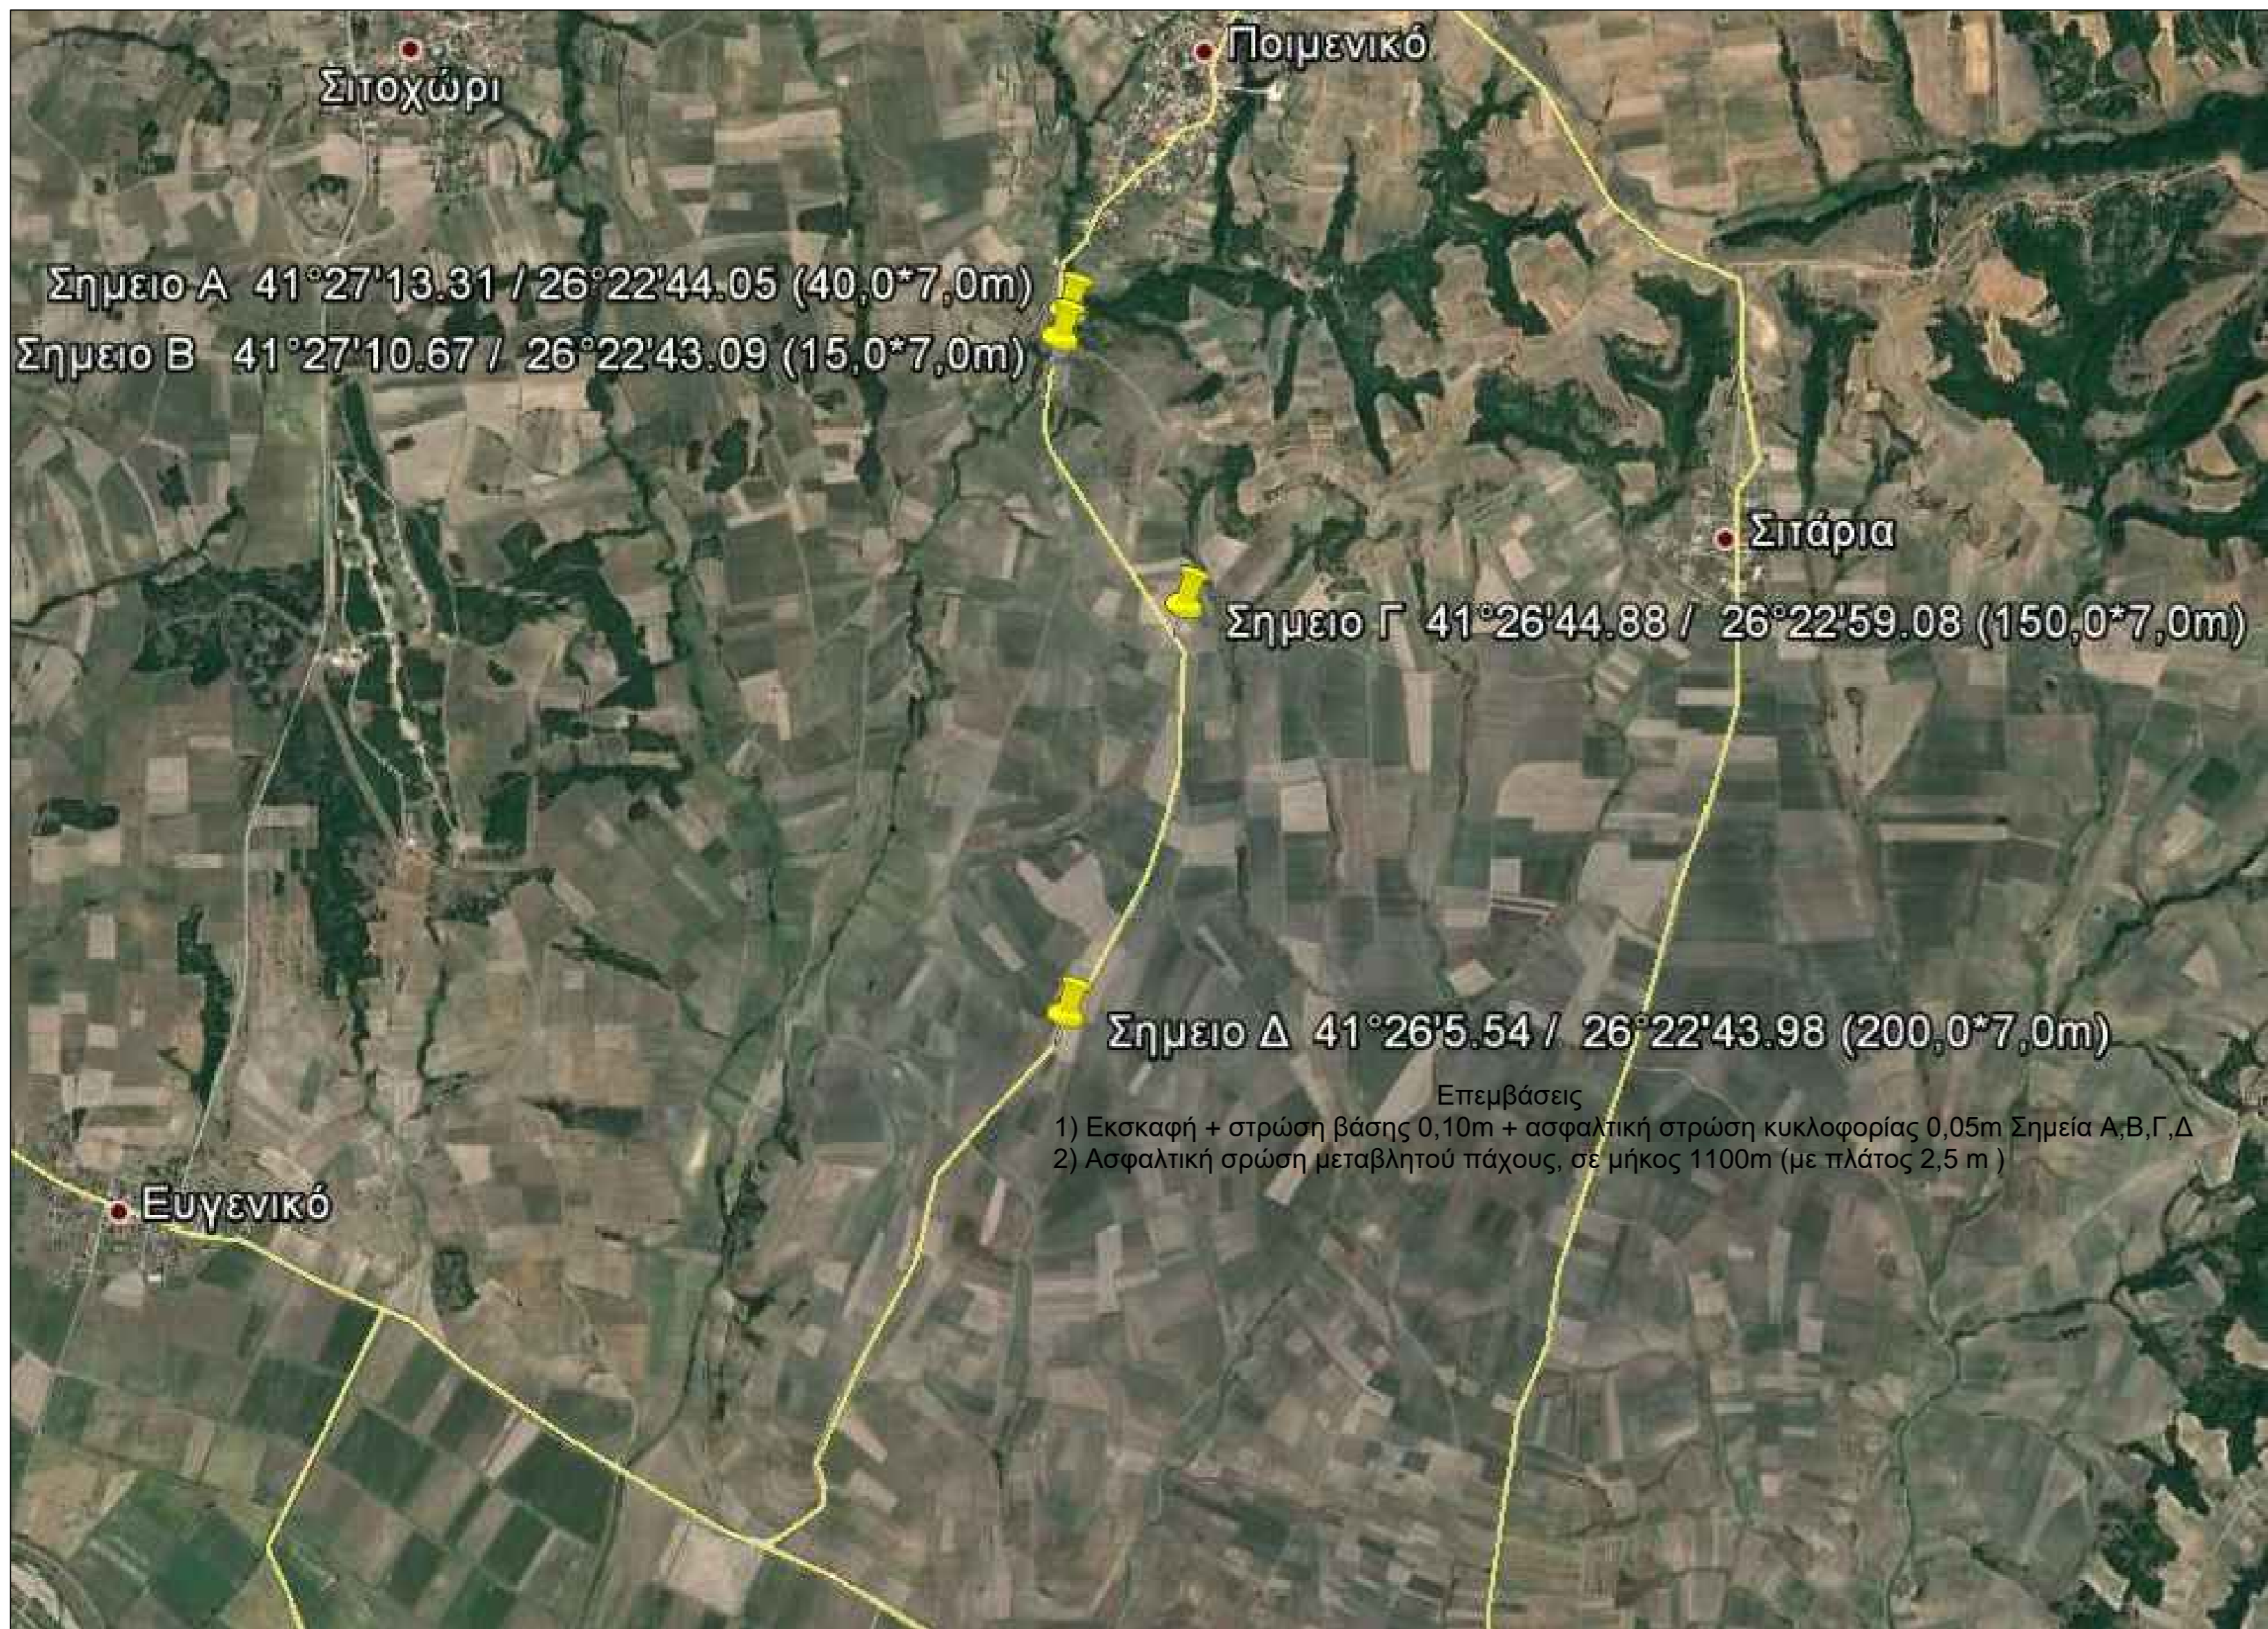 Σιτοχώρι
Ποιμενικό
Σημειο Α 41°27'13.31 / 26°22'44.05 (40,0*7,0m)
Σημειο Β 41°27'10.67 / 26°22'43.09 (15,0*7,0m)
Σιτάρια
Σημειο Γ 41°26'44.88 / 26°22'59.08 (150,0*7,0m)
Σημειο Δ 41°26'5.54 / 26°22'43.98 (200,0*7,0m)
Επεμβάσεις
1) Εκσκαφή + στρώση βάσης 0,10m + ασφαλτική στρώση κυκλοφορίας 0,05m Σημεία Α,Β,Γ,Δ
2) Ασφαλτική σρώση μεταβλητού πάχους, σε μήκος 1100m (με πλάτος 2,5 m )
Ευγενικό